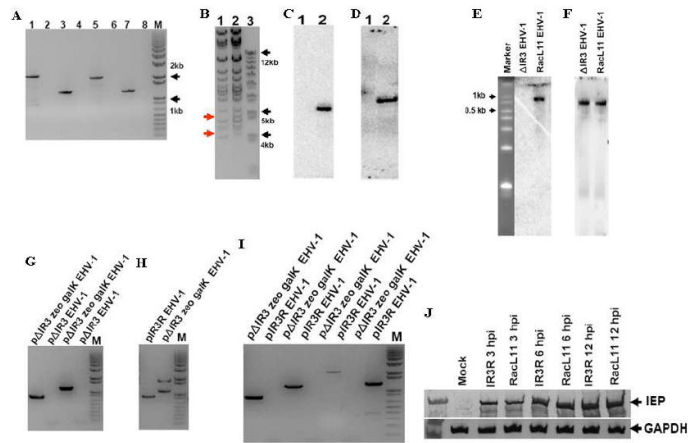 A
1 2 3 4 5 6 7 8 M
2kb
1kb
B
1 2 3
12kb
5kb
4kb
C
1 2
D
1 2
E
Marker
ΔIR3 EHV-1
RacL11 EHV-1
1kb
0.5 kb
F
ΔIR3 EHV-1
RacL11 EHV-1
G
pΔIR3 zeo galK EHV-1
pΔIR3 EHV-1
pΔIR3 zeo galK EHV-1
pΔIR3 EHV-1
M
H
pIR3R EHV-1
pΔIR3 zeo galK EHV-1
M
I
pΔIR3 zeo galK EHV-1
pIR3R EHV-1
pΔIR3 zeo galK EHV-1
pIR3R EHV-1
pΔIR3 zeo galK EHV-1
pIR3R EHV-1
pΔIR3 zeo galK EHV-1
pIR3R EHV-1
M
J
Mock
IR3R 3 hpi
RacL11 3 hpi
IR3R 6 hpi
RacL11 6 hpi
IR3R 12 hpi
RacL11 12 hpi
IEP
GAPDH